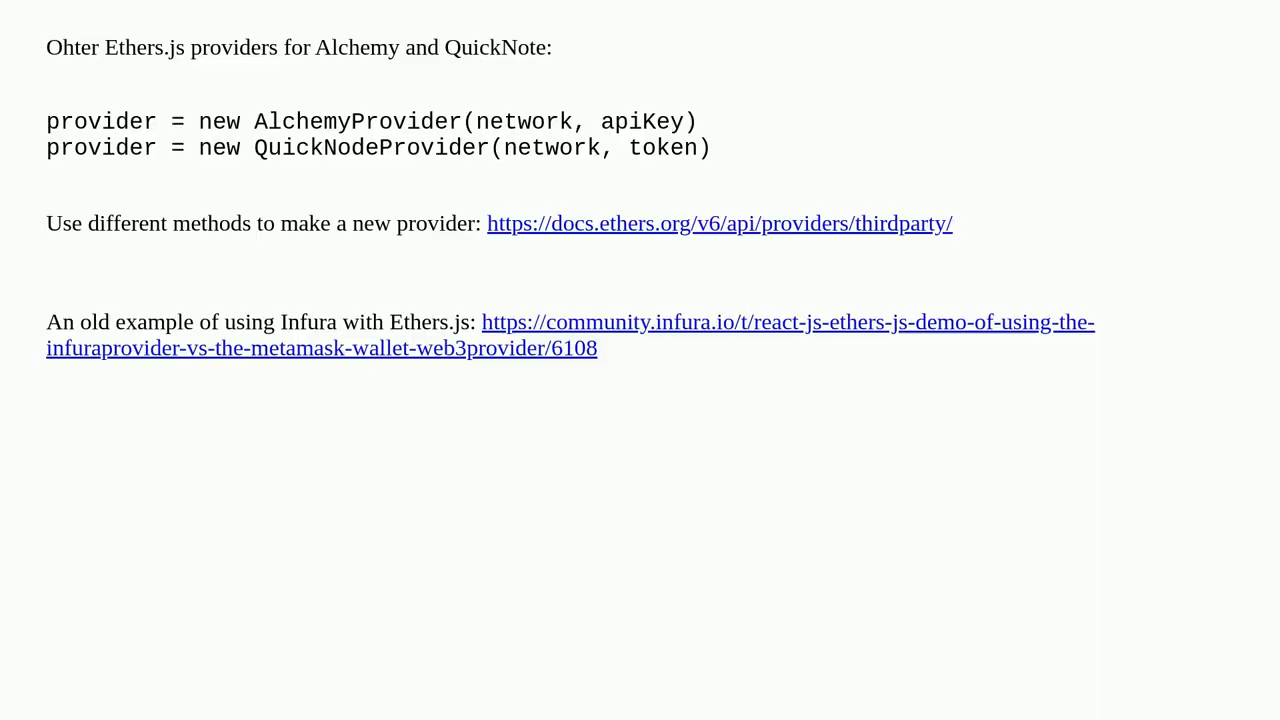 Ohter Ethers.js providers for Alchemy and QuickNote:
provider = new AlchemyProvider(network, apiKey)
provider = new QuickNodeProvider(network, token)
Use different methods to make a new provider: https://docs.ethers.org/v6/api/providers/thirdparty/
An old example of using Infura with Ethers.js: https://community.infura.io/t/react-js-ethers-js-demo-of-using-the-
infuraprovider-vs-the-metamask-wallet-web3provider/6108